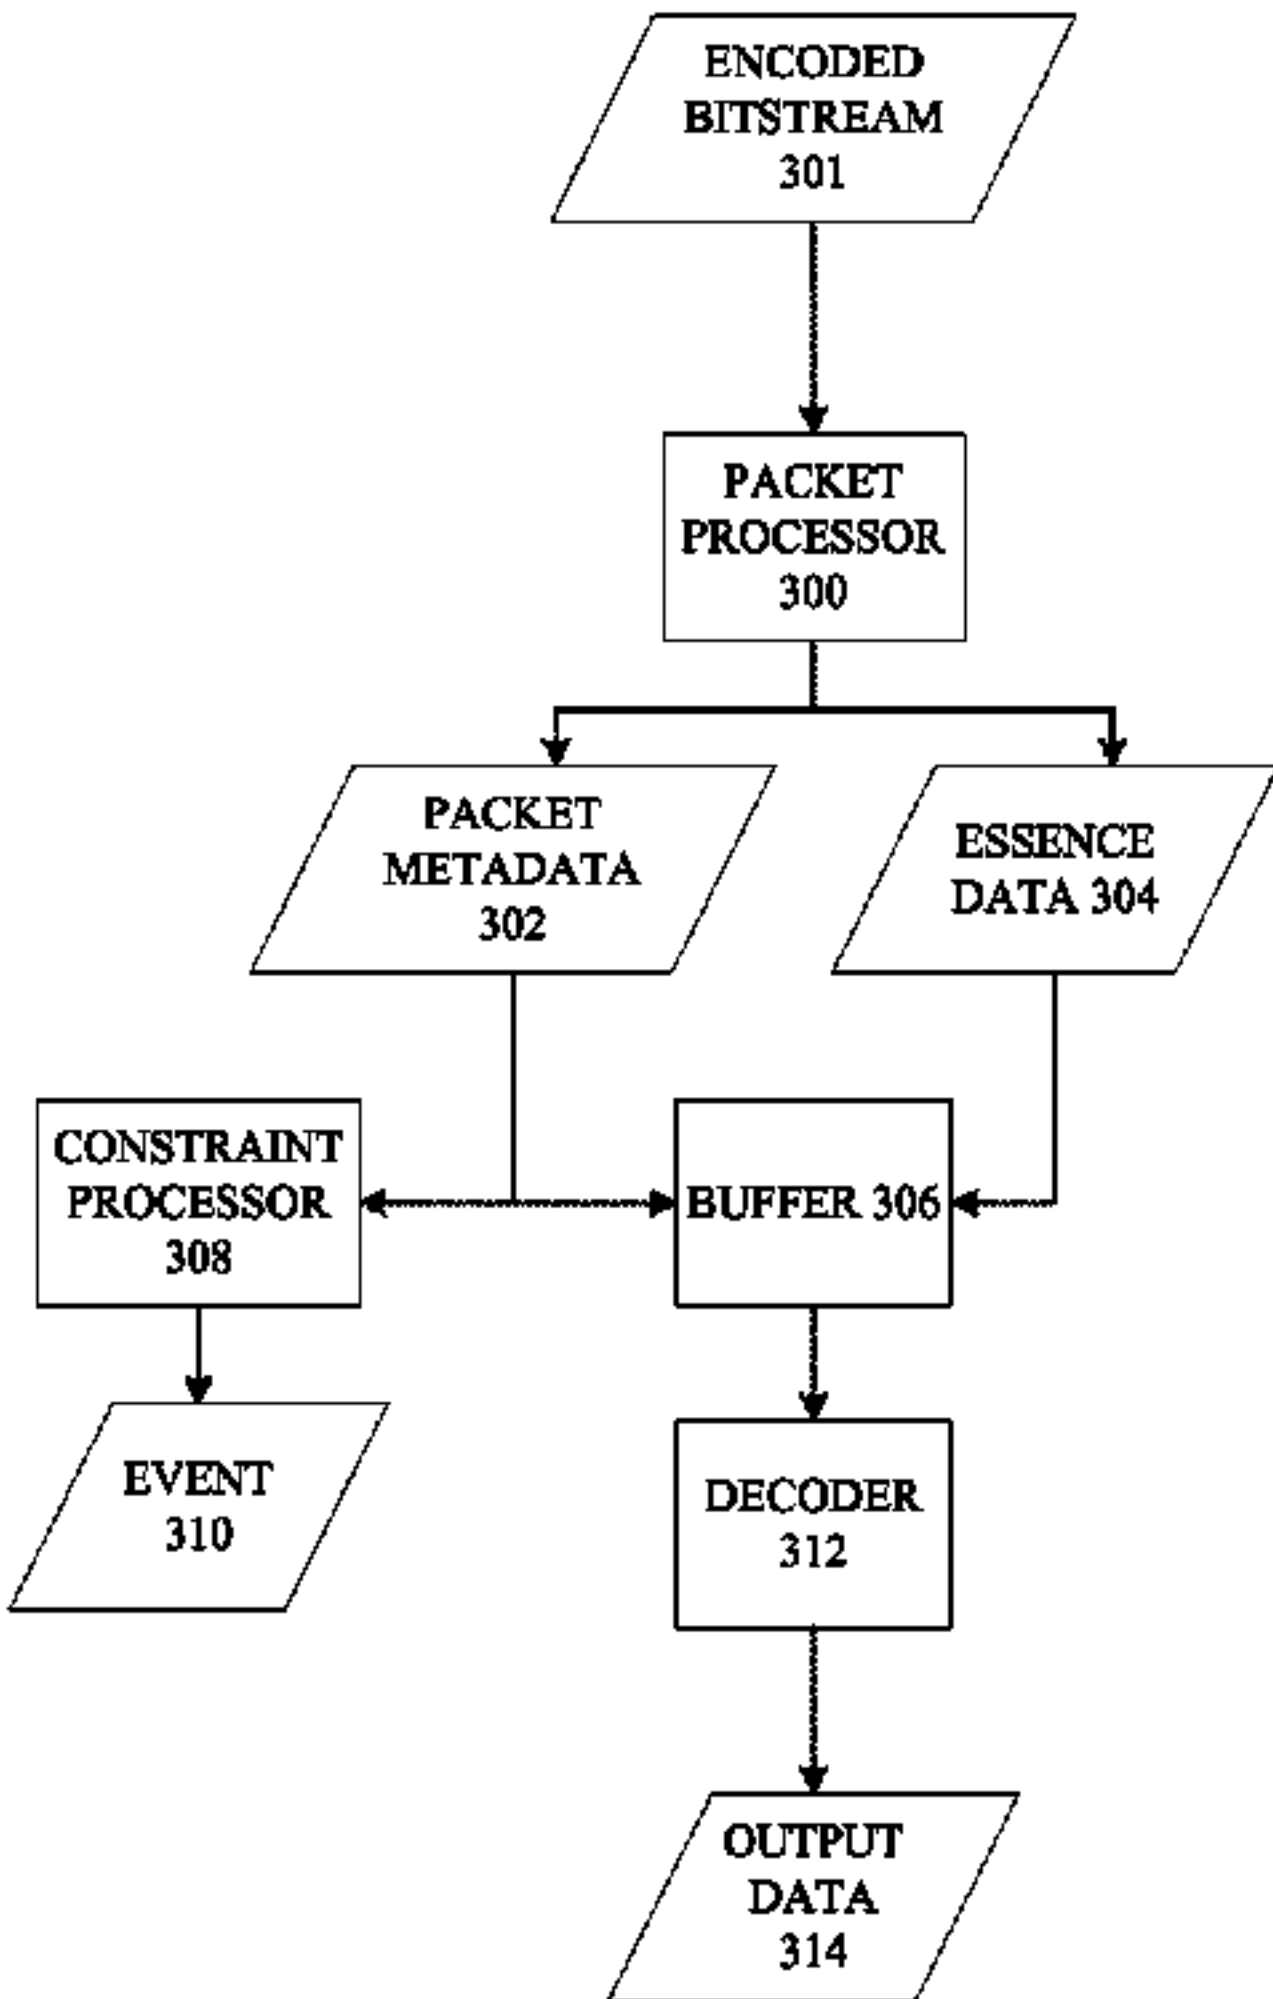 ENCODED
BITSTREAM
301
PACKET
PROCESSOR
300
PACKET
METADATA
302
ESSENCE
DATA 304
CONSTRAINT
PROCESSOR
308
BUFFER 306
EVENT
310
DECODER
312
OUTPUT
DATA
314